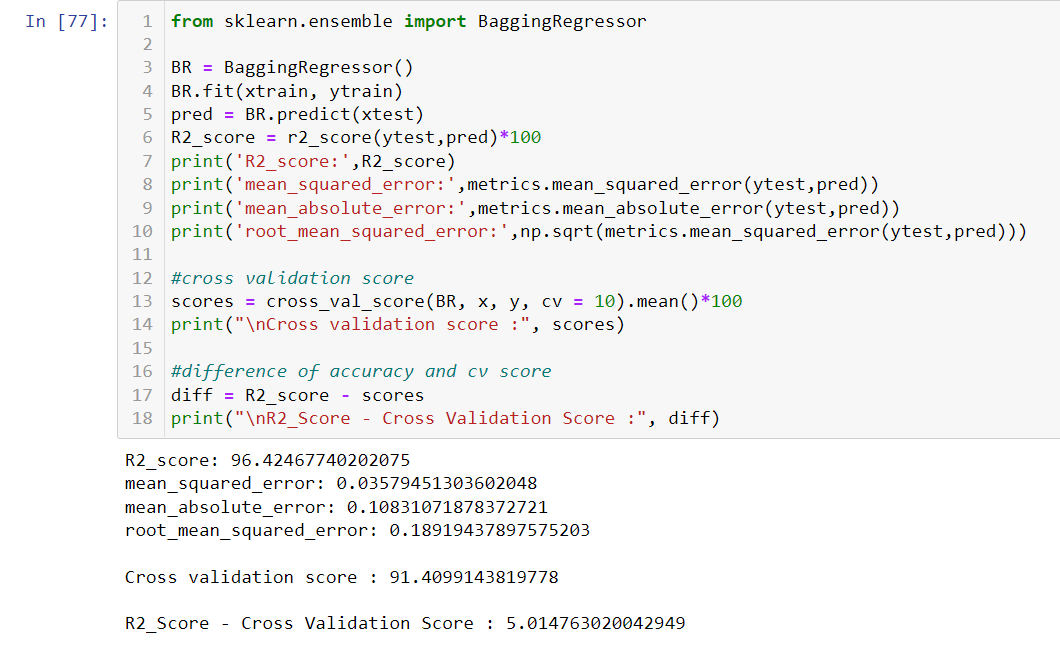 In [77]:
1 from sklearn.ensemble import BaggingRegressor
2
3 BR = BaggingRegressor()
4 BR.fit(xtrain, ytrain)
5 pred = BR.predict(xtest)
6 R2_score = r2_score(ytest,pred)*100
7 print('R2_score:',R2_score)
8 print('mean_squared_error:',metrics.mean_squared_error(ytest,pred))
9 print('mean_absolute_error:',metrics.mean_absolute_error(ytest,pred))
10 print('root_mean_squared_error:',np.sqrt(metrics.mean_squared_error(ytest,pred)))
11
12 #cross validation score
13 scores = cross_val_score(BR, x, y, cv = 10).mean()*100
14 print("\nCross validation score :", scores)
15
16 #difference of accuracy and cv score
17 diff = R2_score - scores
18 print("\nR2_Score - Cross Validation Score :", diff)
R2_score: 96.42467740202075
mean_squared_error: 0.03579451303602048
mean_absolute_error: 0.10831071878372721
root_mean_squared_error: 0.18919437897575203
Cross validation score : 91.4099143819778
R2_Score - Cross Validation Score : 5.014763020042949